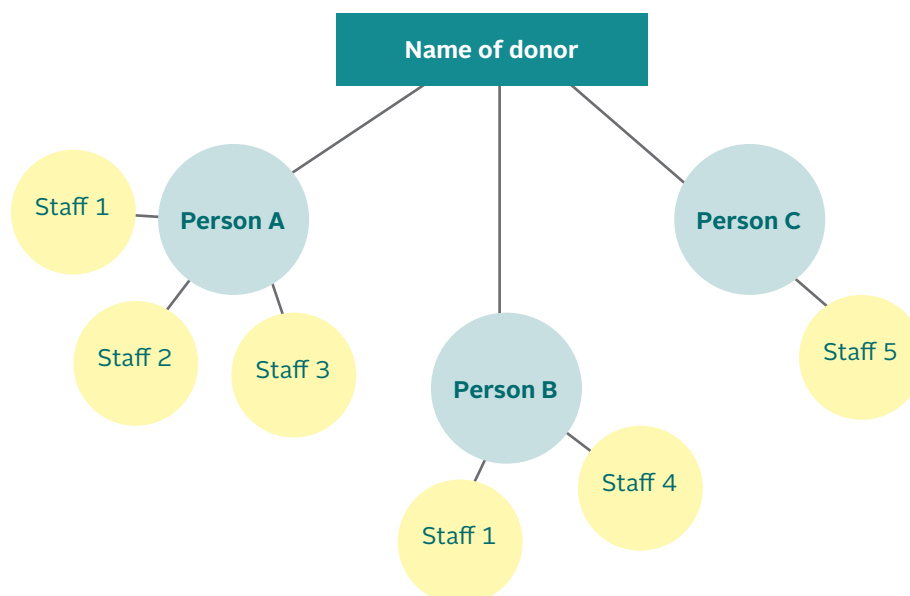 Name of donor
Staff 1
Person A
Person C
Staff 2
Staff 3
Staff 5
Person B
Staff 4
Staff 1